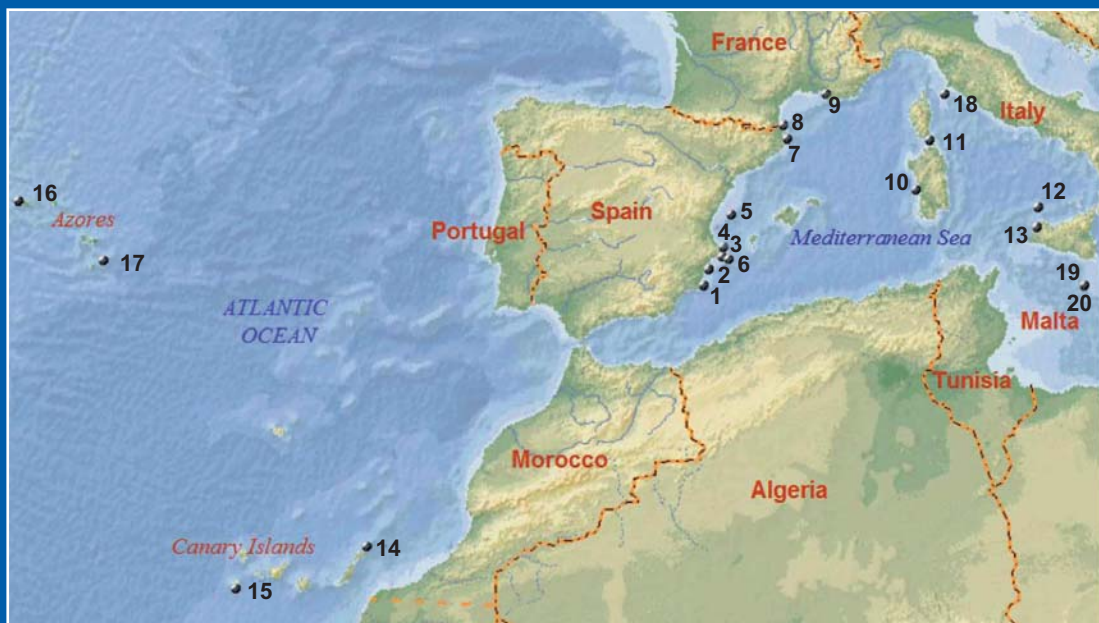 France
Italy
9
18
8
7
11
16
Azores
10
12
5
Spain
Portugal
4
3
Mediterranean Sea
13
17
6
2
1
19
20
ATLANTIC
OCEAN
Malta
Tunisia
Morocco
Algeria
Canary Islands
14
15